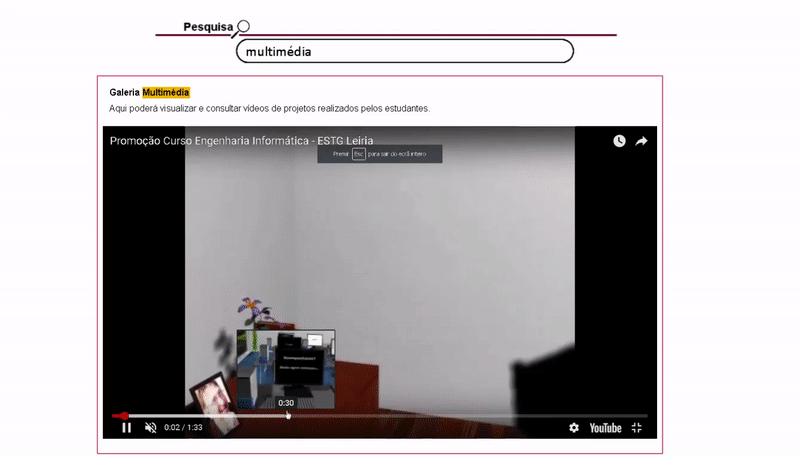 Pesquisa
multimédia
Galeria Multimédia
Aqui poderá visualizar e consultar vídeos de projetos realizados pelos estudantes.
Promoção Curso Engenharia Informática - ESTG Leiria
Premir Esc para sair do ecrã inteiro
0:30
0:02 / 1:33
YouTube